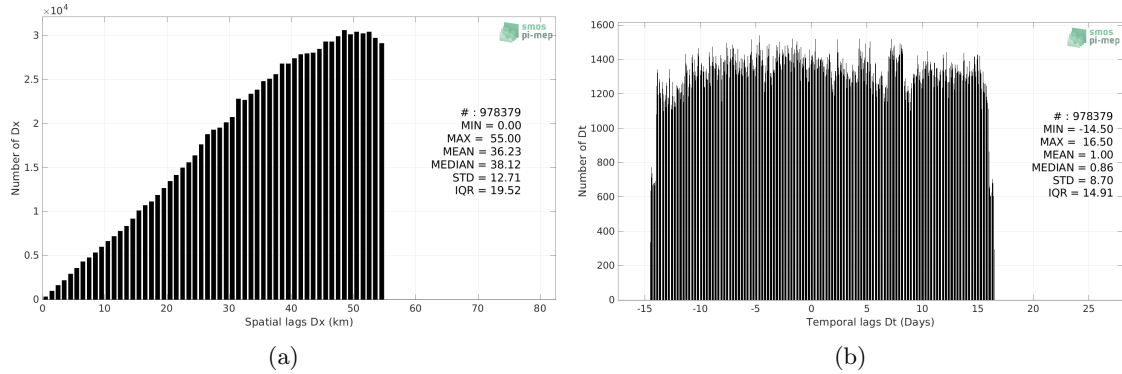 ×10⁴
3
2.5
2
1.5
1
0.5
0
0 10 20 30 40 50 60 70 80
Number of Dx
Spatial lags Dx (km)
smos
pi-mep
# : 978379
MIN = 0.00
MAX = 55.00
MEAN = 36.23
MEDIAN = 38.12
STD = 12.71
IQR = 19.52
(a)
1600
1400
1200
1000
800
600
400
200
0
-15 -10 -5 0 5 10 15 20 25
Number of Dt
Temporal lags Dt (Days)
smos
pi-mep
# : 978379
MIN = -14.50
MAX = 16.50
MEAN = 1.00
MEDIAN = 0.86
STD = 8.70
IQR = 14.91
(b)